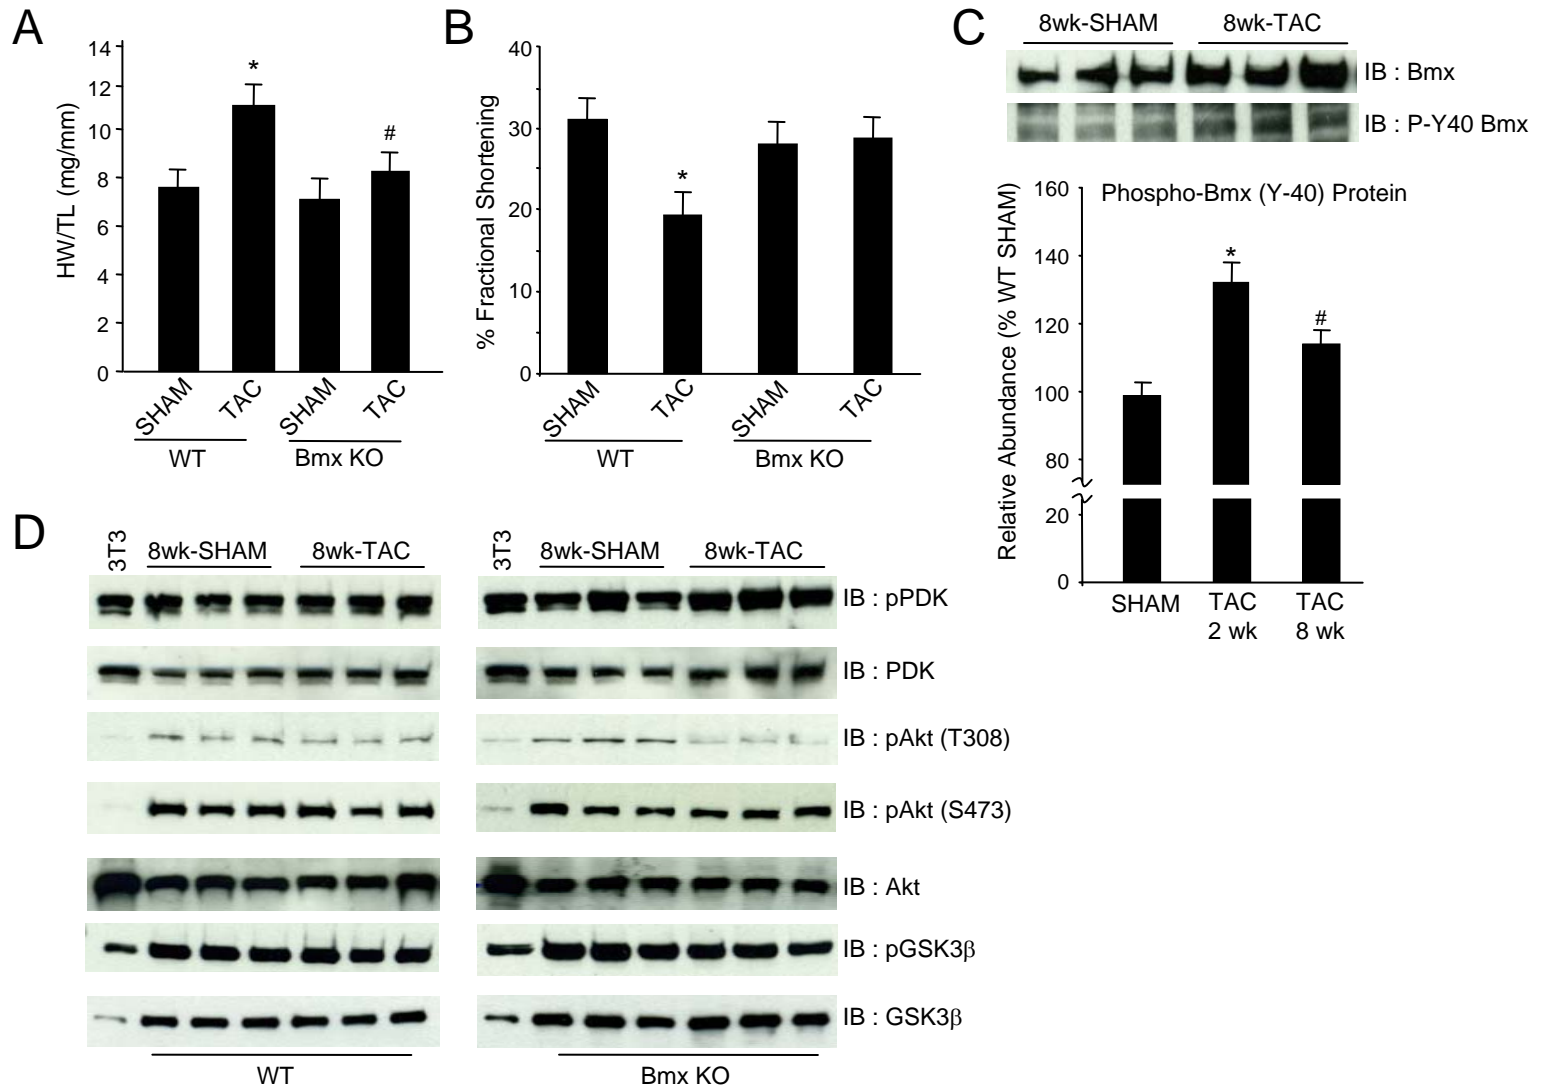 A
HW/TL (mg/mm)
14
12
10
8
6
4
2
0
*
#
SHAM
TAC
SHAM
TAC
WT
Bmx KO
B
% Fractional Shortening
40
30
20
10
0
*
SHAM
TAC
SHAM
TAC
WT
Bmx KO
C
8wk-SHAM
8wk-TAC
IB : Bmx
IB : P-Y40 Bmx
Phospho-Bmx (Y-40) Protein
Relative Abundance (% WT SHAM)
160
140
120
100
80
20
0
*
#
SHAM
TAC
2 wk
TAC
8 wk
D
3T3
8wk-SHAM
8wk-TAC
3T3
8wk-SHAM
8wk-TAC
IB : pPDK
IB : PDK
IB : pAkt (T308)
IB : pAkt (S473)
IB : Akt
IB : pGSK3β
IB : GSK3β
WT
Bmx KO